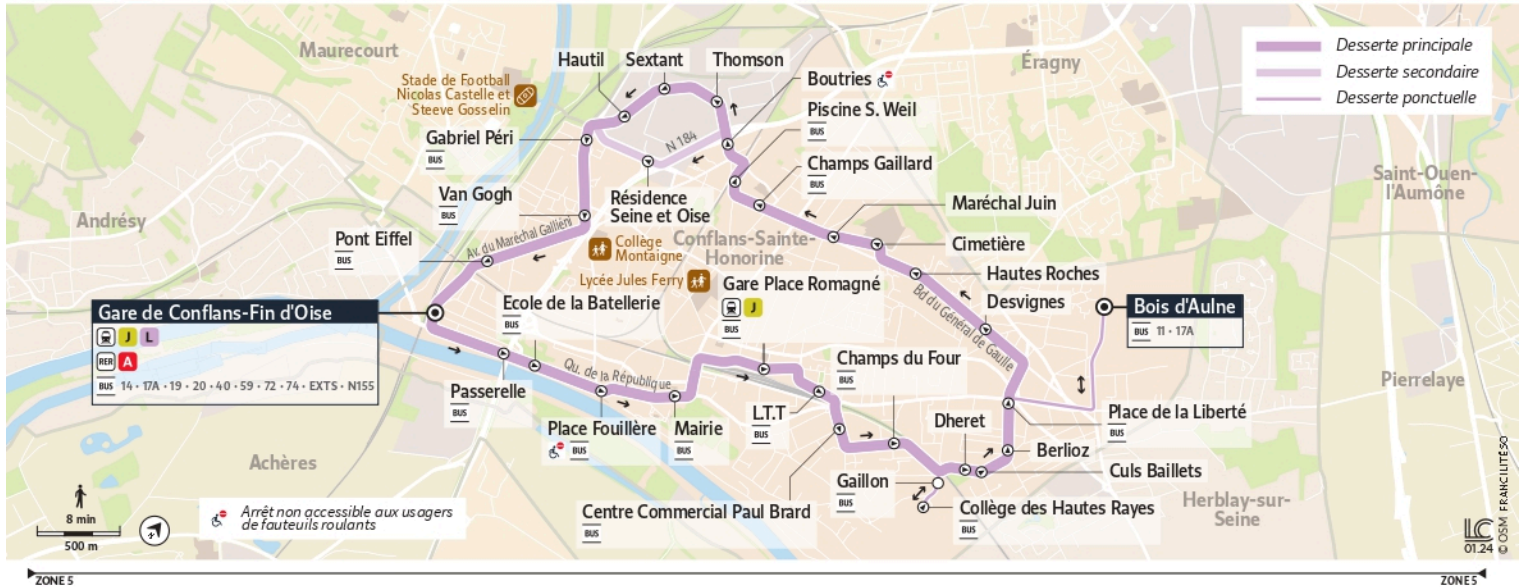 Maurecourt
Éragny
Saint-Ouen-
l'Aumône
Andrésy
Conflans-Sainte-
Honorine
Pierrelaye
Achères
Herblay-sur-
Seine
Desserte principale
Desserte secondaire
Desserte ponctuelle
Stade de Football
Nicolas Castelle et
Steeve Gosselin
Hautil
Sextant
Thomson
Boutries
Piscine S. Weil
BUS
Gabriel Péri
BUS
N 184
Champs Gaillard
BUS
Van Gogh
BUS
Résidence
Seine et Oise
Maréchal Juin
Pont Eiffel
BUS
Av. du Maréchal Galliéni
Collège
Montaigne
Lycée Jules Ferry
Cimetière
Hautes Roches
Desvignes
Bd du Général de Gaulle
Gare de Conflans-Fin d'Oise
J L
RER A
BUS 14 • 17A • 19 • 20 • 40 • 59 • 72 • 74 • EXTS • N155
Ecole de la Batellerie
BUS
Gare Place Romagné
J
BUS
Bois d'Aulne
BUS 11 • 17A
Passerelle
BUS
Qu. de la République
Place Fouillère
BUS
Mairie
BUS
L.T.T
BUS
Champs du Four
BUS
Dheret
Place de la Liberté
BUS
Berlioz
Culs Baillets
Gaillon
BUS
Centre Commercial Paul Brard
BUS
Collège des Hautes Rayes
BUS
8 min
500 m
Arrêt non accessible aux usagers
de fauteuils roulants
LC
01.24
© OSM FRANCILITÉ SO
ZONE 5
ZONE 5